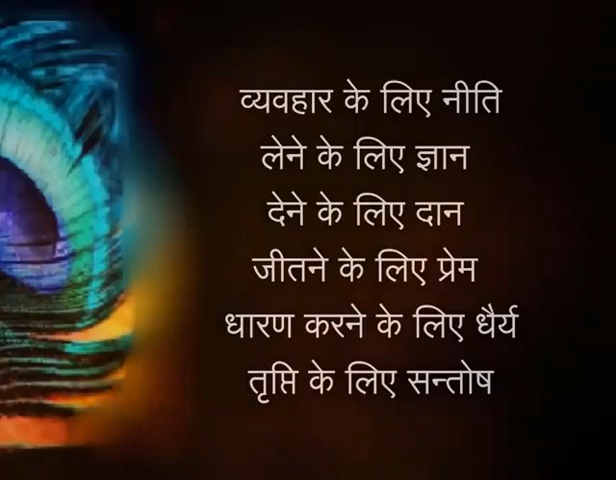 व्यवहार के लिए नीति
लेने के लिए ज्ञान
देने के लिए दान
जीतने के लिए प्रेम
धारण करने के लिए धैर्य
तृप्ति के लिए सन्तोष